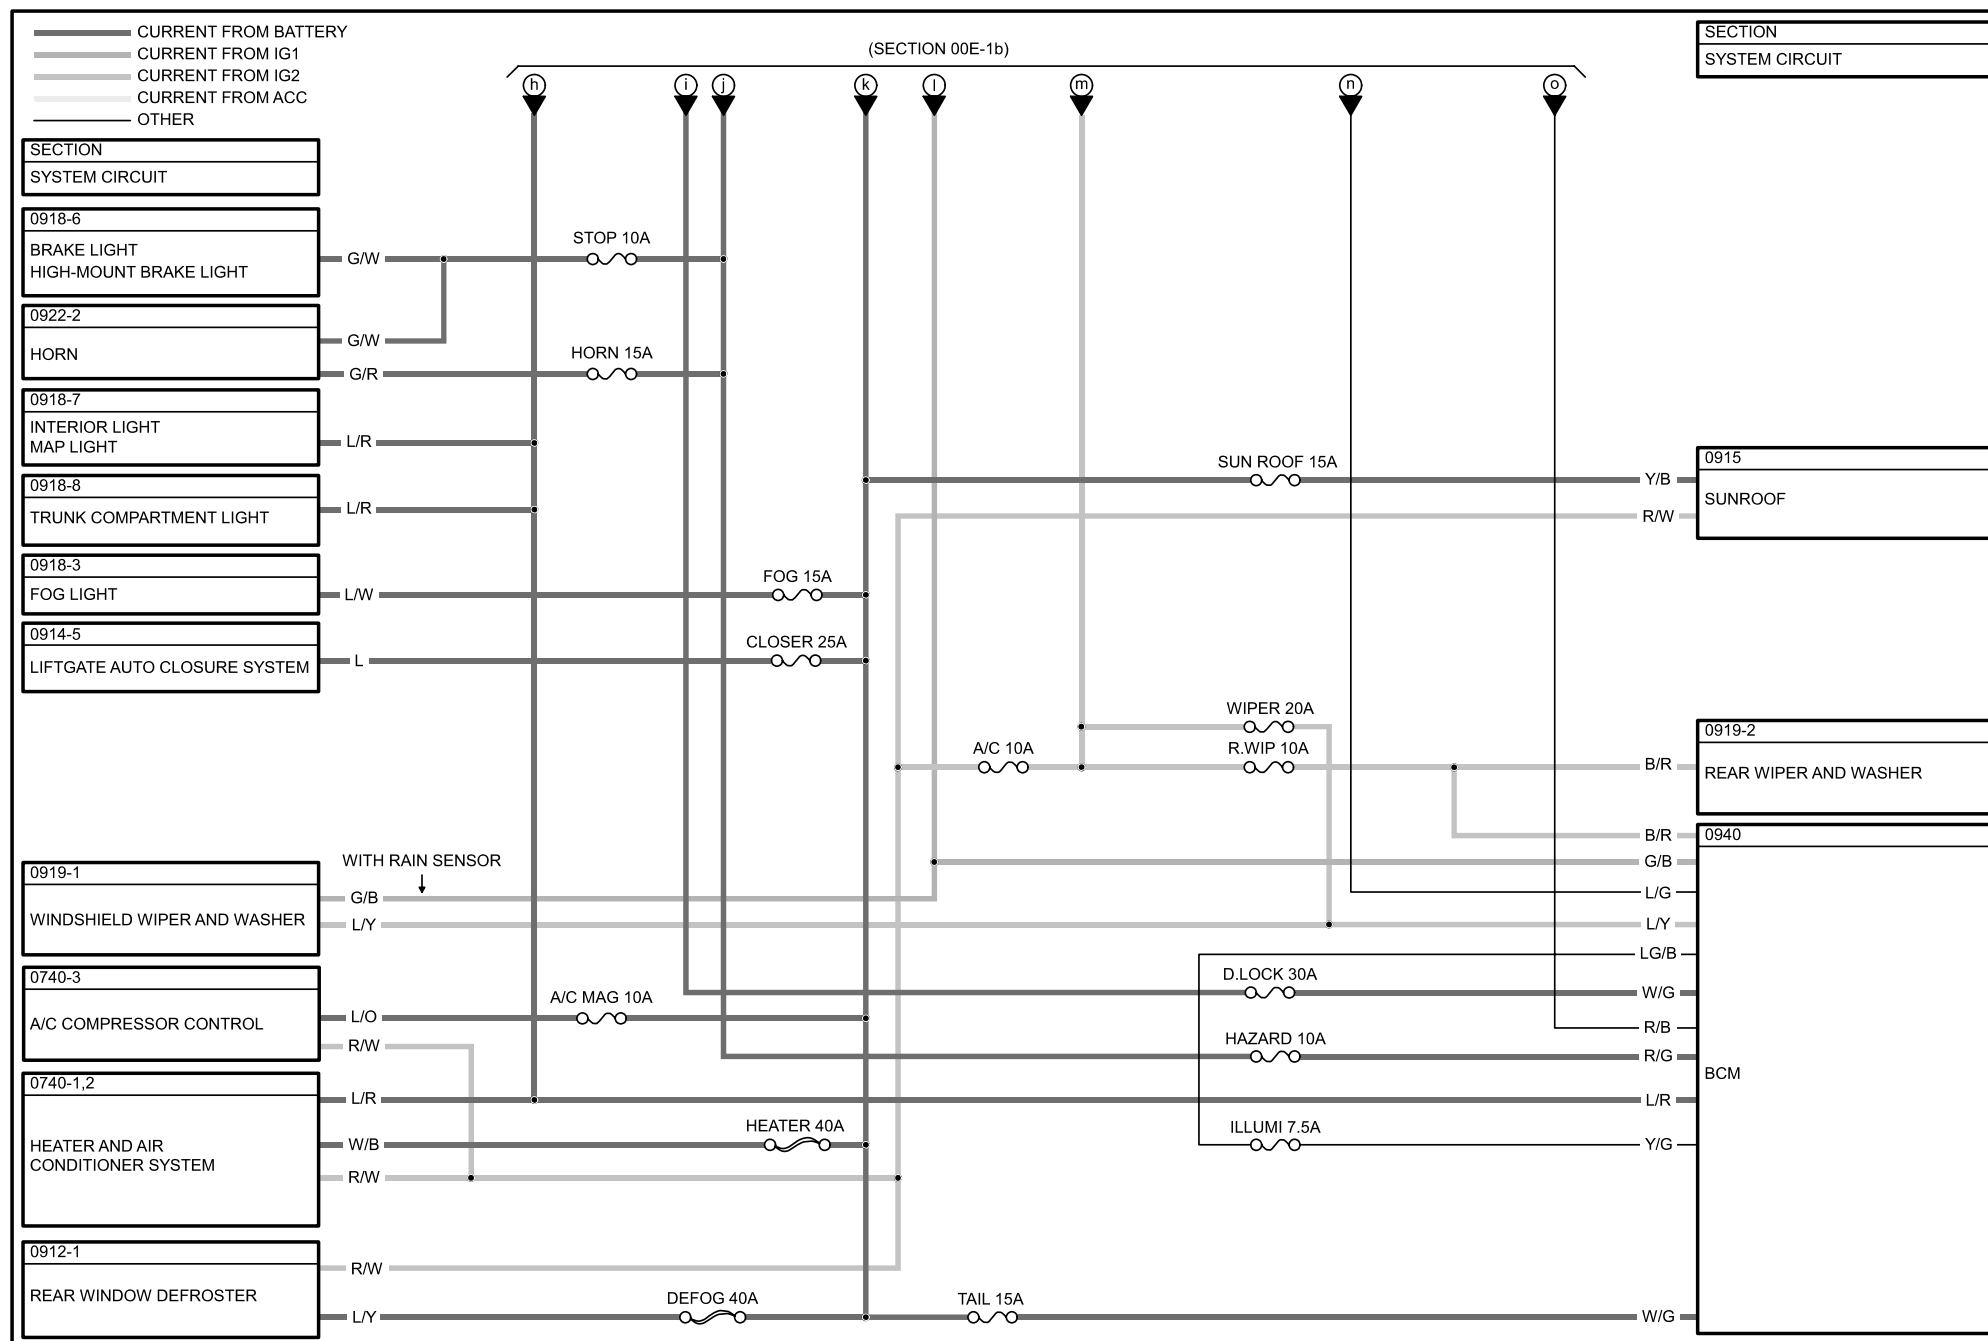 CURRENT FROM BATTERY
CURRENT FROM IG1
CURRENT FROM IG2
CURRENT FROM ACC
OTHER
(SECTION 00E-1b)
h i j k l m n o
SECTION
SYSTEM CIRCUIT
SECTION
SYSTEM CIRCUIT
0918-6
BRAKE LIGHT
HIGH-MOUNT BRAKE LIGHT
G/W
STOP 10A
0922-2
HORN
G/W
G/R
HORN 15A
0918-7
INTERIOR LIGHT
MAP LIGHT
L/R
0918-8
TRUNK COMPARTMENT LIGHT
L/R
SUN ROOF 15A
Y/B
R/W
0915
SUNROOF
0918-3
FOG LIGHT
L/W
FOG 15A
0914-5
LIFTGATE AUTO CLOSURE SYSTEM
L
CLOSER 25A
WIPER 20A
A/C 10A
R.WIP 10A
B/R
0919-2
REAR WIPER AND WASHER
B/R
G/B
L/G
L/Y
LG/B
W/G
R/B
R/G
L/R
Y/G
W/G
0940
BCM
WITH RAIN SENSOR
0919-1
WINDSHIELD WIPER AND WASHER
G/B
L/Y
D.LOCK 30A
0740-3
A/C COMPRESSOR CONTROL
L/O
R/W
A/C MAG 10A
HAZARD 10A
0740-1,2
HEATER AND AIR
CONDITIONER SYSTEM
L/R
W/B
R/W
HEATER 40A
ILLUMI 7.5A
0912-1
REAR WINDOW DEFROSTER
R/W
L/Y
DEFOG 40A
TAIL 15A